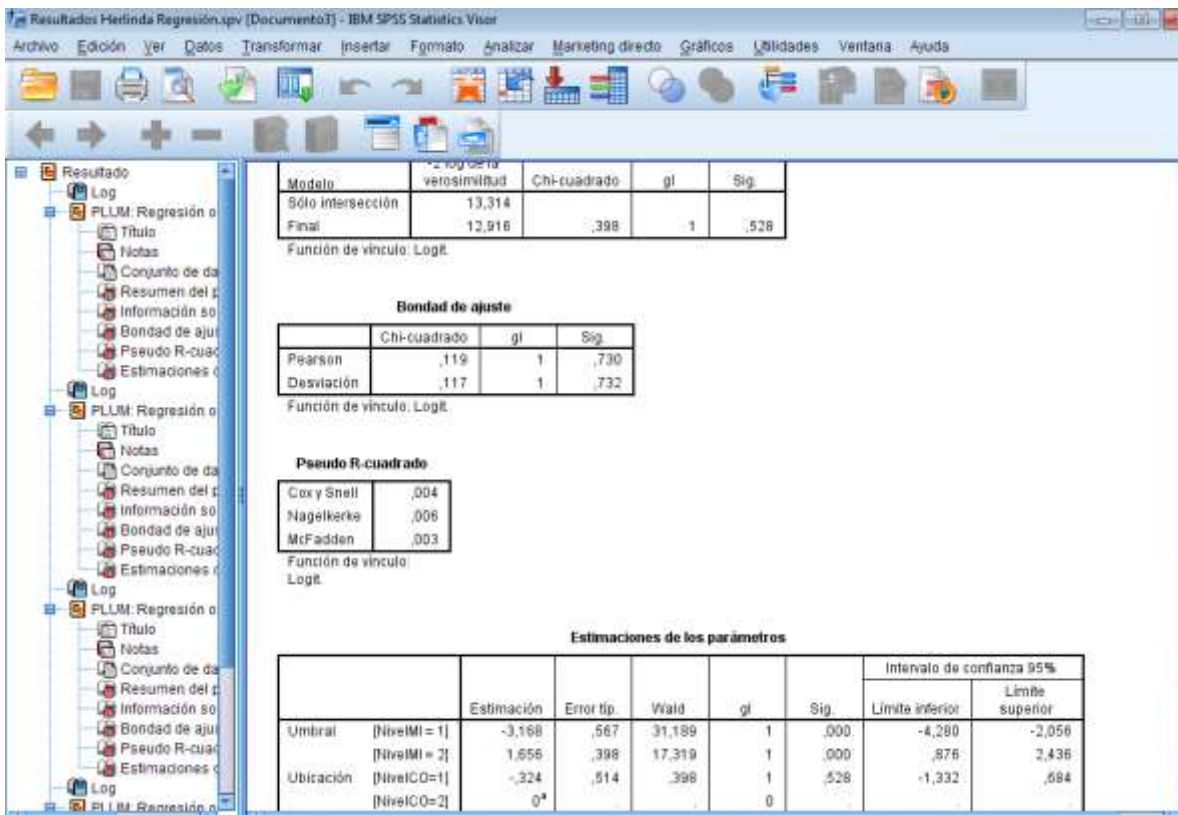 Resultados Herlinda Regresión.spv [Documento3] - IBM SPSS Statistics Visor
Archivo Edición Ver Datos Transformar Insertar Formato Analizar Marketing directo Gráficos Utilidades Ventana Ayuda
Resultado
Log
PLUM: Regresión o
Título
Notas
Conjunto de da
Resumen del p
Información so
Bondad de ajus
Pseudo R-cuad
Estimaciones d
Log
PLUM: Regresión o
Título
Notas
Conjunto de da
Resumen del p
Información so
Bondad de ajus
Pseudo R-cuad
Estimaciones d
Log
PLUM: Regresión o
Título
Notas
Conjunto de da
Resumen del p
Información so
Bondad de ajus
Pseudo R-cuad
Estimaciones d
Log
PLUM: Regresión o
Modelo -2 log de la verosimilitud Chi-cuadrado gl Sig.
Sólo intersección 13,314
Final 12,916 ,398 1 ,528
Función de vínculo: Logit.
Bondad de ajuste
Chi-cuadrado gl Sig.
Pearson ,119 1 ,730
Desviación ,117 1 ,732
Función de vínculo: Logit.
Pseudo R-cuadrado
Cox y Snell ,004
Nagelkerke ,006
McFadden ,003
Función de vínculo:
Logit.
Estimaciones de los parámetros
Intervalo de confianza 95%
Estimación Error típ. Wald gl Sig. Límite inferior Límite superior
Umbral [NivelMI = 1] -3,168 ,567 31,189 1 ,000 -4,280 -2,056
[NivelMI = 2] 1,656 ,398 17,319 1 ,000 ,876 2,436
Ubicación [NivelCO=1] -,324 ,514 ,398 1 ,528 -1,332 ,684
[NivelCO=2] 0ª . . 0 . . .